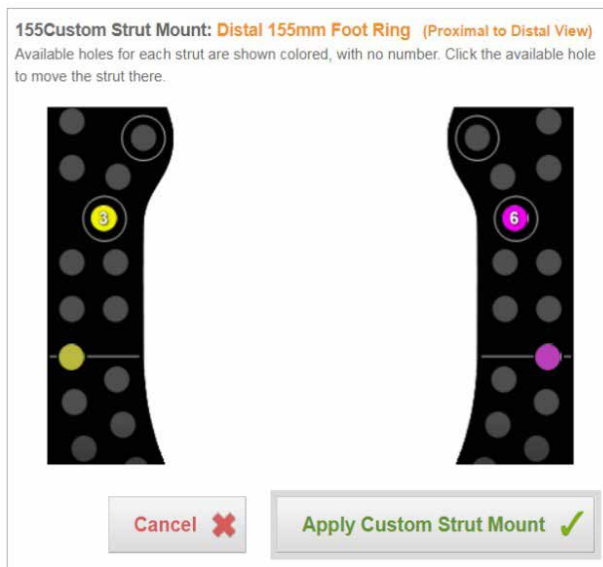 155Custom Strut Mount: Distal 155mm Foot Ring (Proximal to Distal View)
Available holes for each strut are shown colored, with no number. Click the available hole
to move the strut there.
3 6
Cancel Apply Custom Strut Mount